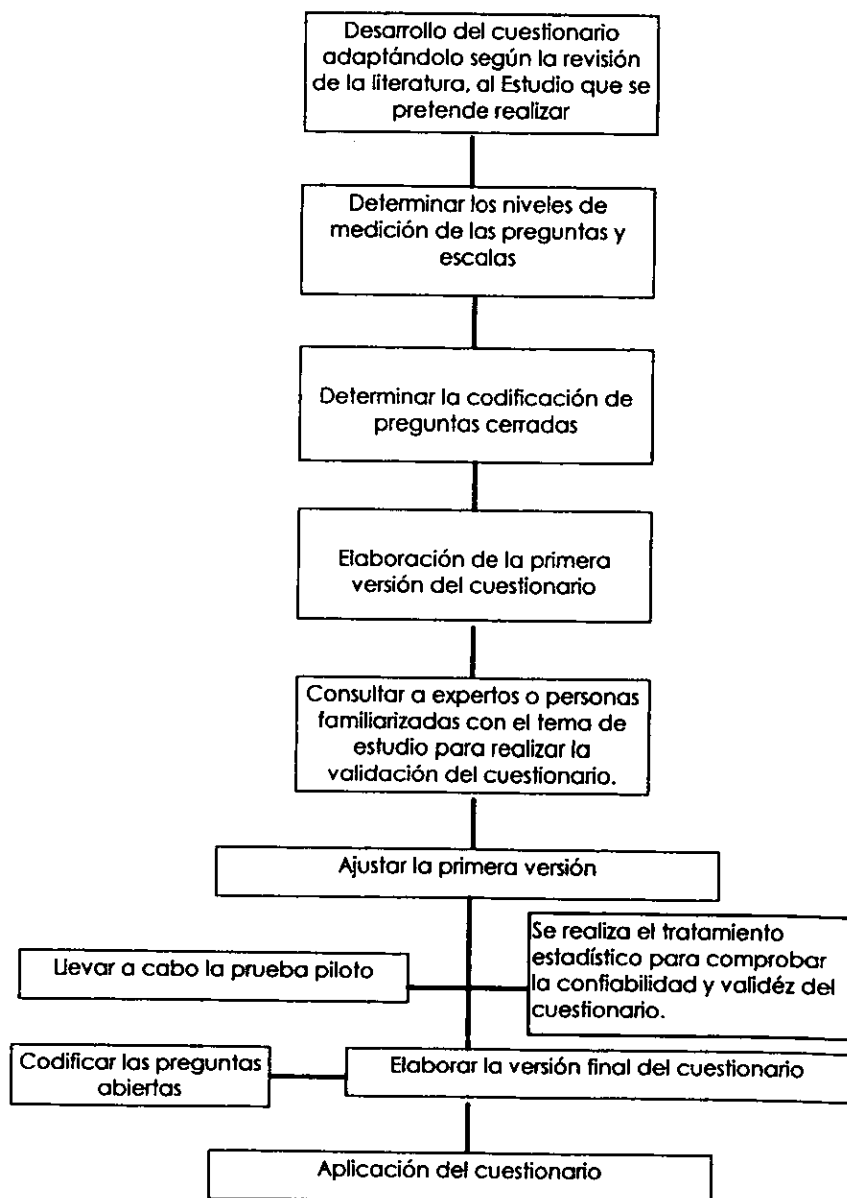 Desarrollo del cuestionario
adaptándolo según la revisión
de la literatura, al Estudio que se
pretende realizar
Determinar los niveles de
medición de las preguntas y
escalas
Determinar la codificación de
preguntas cerradas
Elaboración de la primera
versión del cuestionario
Consultar a expertos o personas
familiarizadas con el tema de
estudio para realizar la
validación del cuestionario.
Ajustar la primera versión
Llevar a cabo la prueba piloto
Se realiza el tratamiento
estadístico para comprobar
la confiabilidad y validéz del
cuestionario.
Codificar las preguntas
abiertas
Elaborar la versión final del cuestionario
Aplicación del cuestionario